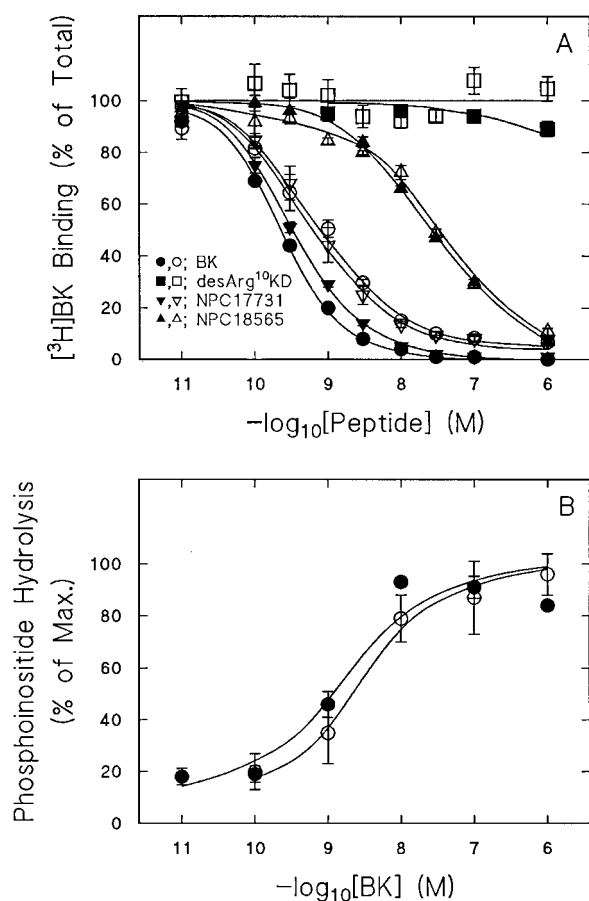 A
[³H]BK Binding (% of Total)
100
80
60
40
20
0
●,○; BK
■,□; desArg¹⁰KD
▼,▽; NPC17731
▲,△; NPC18565
11 10 9 8 7 6
−log₁₀[Peptide] (M)
B
Phosphoinositide Hydrolysis
(% of Max.)
100
80
60
40
20
0
11 10 9 8 7 6
−log₁₀[BK] (M)